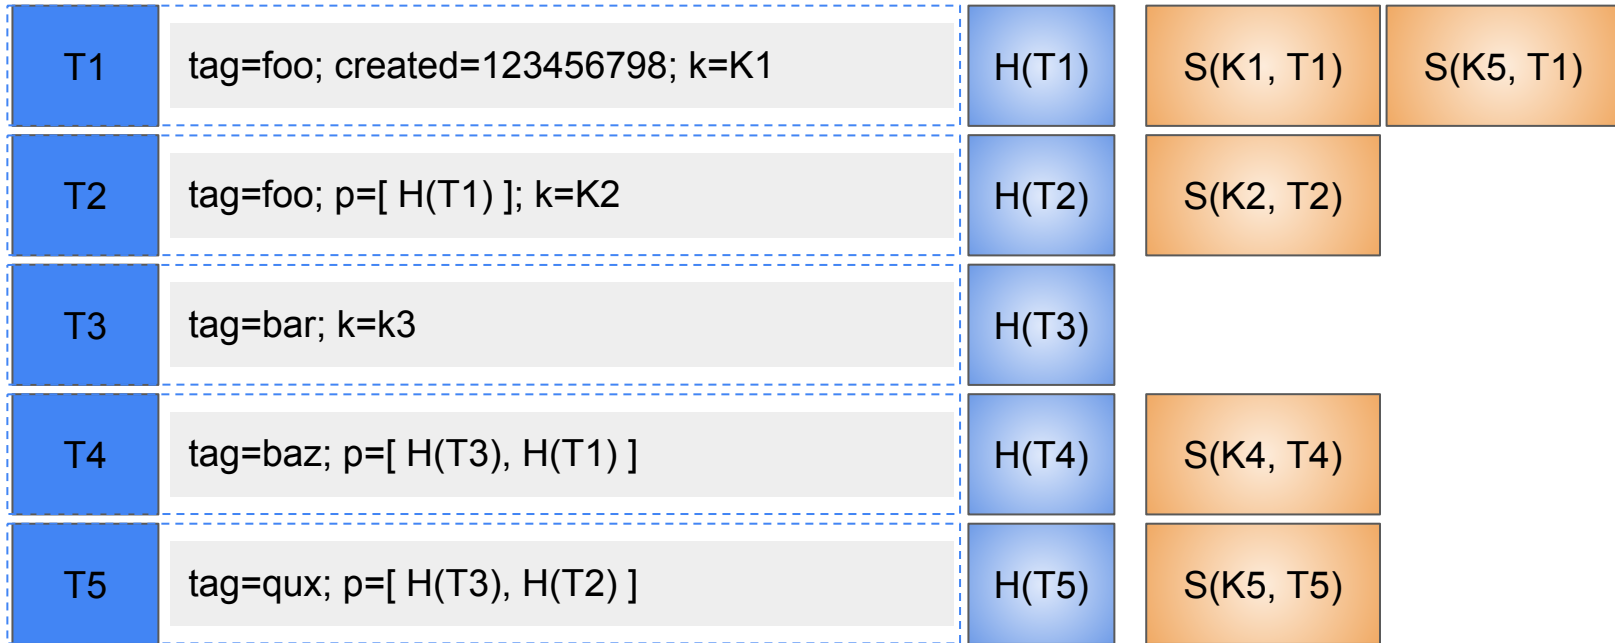 T1 tag=foo; created=123456798; k=K1 H(T1) S(K1, T1) S(K5, T1)
T2 tag=foo; p=[ H(T1) ]; k=K2 H(T2) S(K2, T2)
T3 tag=bar; k=k3 H(T3)
T4 tag=baz; p=[ H(T3), H(T1) ] H(T4) S(K4, T4)
T5 tag=qux; p=[ H(T3), H(T2) ] H(T5) S(K5, T5)